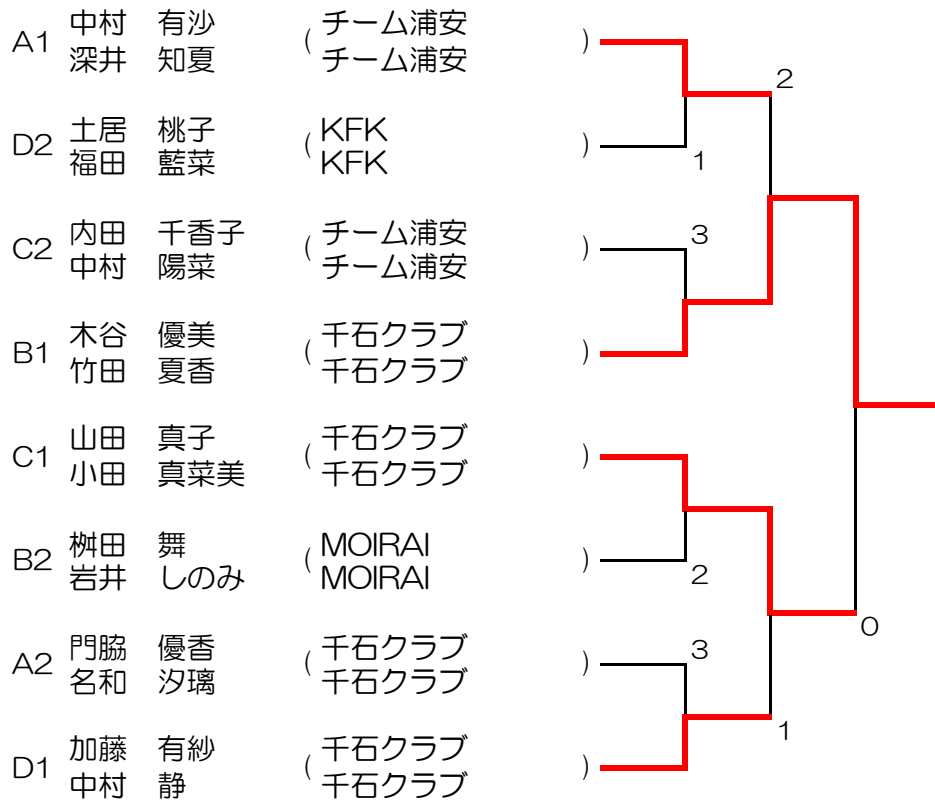 A1 中村 有沙 ( チーム浦安 )
深井 知夏 チーム浦安
2
D2 土居 桃子 ( KFK )
福田 藍菜 KFK
1
C2 内田 千香子 ( チーム浦安 )
中村 陽菜 チーム浦安
3
B1 木谷 優美 ( 千石クラブ )
竹田 夏香 千石クラブ
C1 山田 真子 ( 千石クラブ )
小田 真菜美 千石クラブ
B2 桝田 舞 ( MOIRAI )
岩井 しのみ MOIRAI
2
0
A2 門脇 優香 ( 千石クラブ )
名和 汐璃 千石クラブ
3
1
D1 加藤 有紗 ( 千石クラブ )
中村 静 千石クラブ